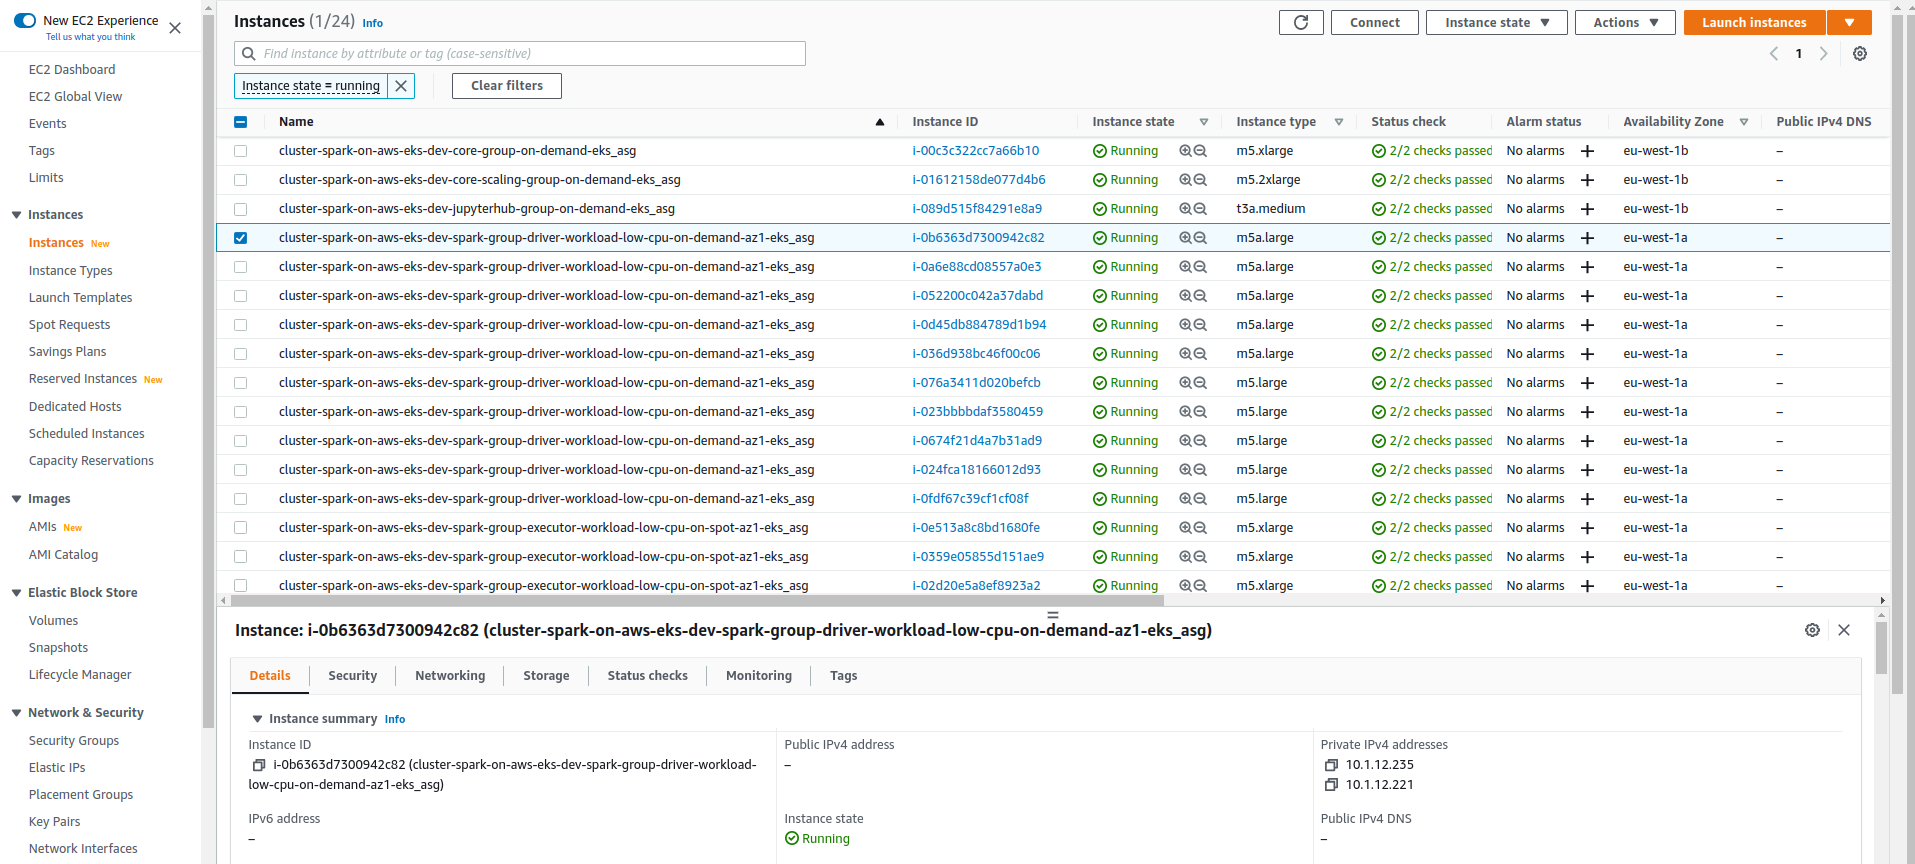 New EC2 Experience
Tell us what you think
EC2 Dashboard
EC2 Global View
Events
Tags
Limits
Instances
Instances New
Instance Types
Launch Templates
Spot Requests
Savings Plans
Reserved Instances New
Dedicated Hosts
Scheduled Instances
Capacity Reservations
Images
AMIs New
AMI Catalog
Elastic Block Store
Volumes
Snapshots
Lifecycle Manager
Network & Security
Security Groups
Elastic IPs
Placement Groups
Key Pairs
Network Interfaces
Instances (1/24) Info
Connect Instance state Actions Launch instances
Find instance by attribute or tag (case-sensitive)
1
Instance state = running Clear filters
Name Instance ID Instance state Instance type Status check Alarm status Availability Zone Public IPv4 DNS
cluster-spark-on-aws-eks-dev-core-group-on-demand-eks_asg i-00c3c322cc7a66b10 Running m5.xlarge 2/2 checks passed No alarms + eu-west-1b –
cluster-spark-on-aws-eks-dev-core-scaling-group-on-demand-eks_asg i-01612158de077d4b6 Running m5.2xlarge 2/2 checks passed No alarms + eu-west-1b –
cluster-spark-on-aws-eks-dev-jupyterhub-group-on-demand-eks_asg i-089d515f84291e8a9 Running t3a.medium 2/2 checks passed No alarms + eu-west-1b –
cluster-spark-on-aws-eks-dev-spark-group-driver-workload-low-cpu-on-demand-az1-eks_asg i-0b6363d7300942c82 Running m5a.large 2/2 checks passed No alarms + eu-west-1a –
cluster-spark-on-aws-eks-dev-spark-group-driver-workload-low-cpu-on-demand-az1-eks_asg i-0a6e88cd08557a0e3 Running m5a.large 2/2 checks passed No alarms + eu-west-1a –
cluster-spark-on-aws-eks-dev-spark-group-driver-workload-low-cpu-on-demand-az1-eks_asg i-052200c042a37dabd Running m5a.large 2/2 checks passed No alarms + eu-west-1a –
cluster-spark-on-aws-eks-dev-spark-group-driver-workload-low-cpu-on-demand-az1-eks_asg i-0d45db884789d1b94 Running m5a.large 2/2 checks passed No alarms + eu-west-1a –
cluster-spark-on-aws-eks-dev-spark-group-driver-workload-low-cpu-on-demand-az1-eks_asg i-036d938bc46f00c06 Running m5a.large 2/2 checks passed No alarms + eu-west-1a –
cluster-spark-on-aws-eks-dev-spark-group-driver-workload-low-cpu-on-demand-az1-eks_asg i-076a3411d020befcb Running m5.large 2/2 checks passed No alarms + eu-west-1a –
cluster-spark-on-aws-eks-dev-spark-group-driver-workload-low-cpu-on-demand-az1-eks_asg i-023bbbbdaf3580459 Running m5.large 2/2 checks passed No alarms + eu-west-1a –
cluster-spark-on-aws-eks-dev-spark-group-driver-workload-low-cpu-on-demand-az1-eks_asg i-0674f21d4a7b31ad9 Running m5.large 2/2 checks passed No alarms + eu-west-1a –
cluster-spark-on-aws-eks-dev-spark-group-driver-workload-low-cpu-on-demand-az1-eks_asg i-024fca18166012d93 Running m5.large 2/2 checks passed No alarms + eu-west-1a –
cluster-spark-on-aws-eks-dev-spark-group-driver-workload-low-cpu-on-demand-az1-eks_asg i-0fdf67c39cf1cf08f Running m5.large 2/2 checks passed No alarms + eu-west-1a –
cluster-spark-on-aws-eks-dev-spark-group-executor-workload-low-cpu-on-spot-az1-eks_asg i-0e513a8c8bd1680fe Running m5.xlarge 2/2 checks passed No alarms + eu-west-1a –
cluster-spark-on-aws-eks-dev-spark-group-executor-workload-low-cpu-on-spot-az1-eks_asg i-0359e05855d151ae9 Running m5.xlarge 2/2 checks passed No alarms + eu-west-1a –
cluster-spark-on-aws-eks-dev-spark-group-executor-workload-low-cpu-on-spot-az1-eks_asg i-02d20e5a8ef8923a2 Running m5.xlarge 2/2 checks passed No alarms + eu-west-1a –
Instance: i-0b6363d7300942c82 (cluster-spark-on-aws-eks-dev-spark-group-driver-workload-low-cpu-on-demand-az1-eks_asg)
Details Security Networking Storage Status checks Monitoring Tags
Instance summary Info
Instance ID
i-0b6363d7300942c82 (cluster-spark-on-aws-eks-dev-spark-group-driver-workload-
low-cpu-on-demand-az1-eks_asg)
Public IPv4 address
–
Private IPv4 addresses
10.1.12.235
10.1.12.221
IPv6 address
–
Instance state
Running
Public IPv4 DNS
–